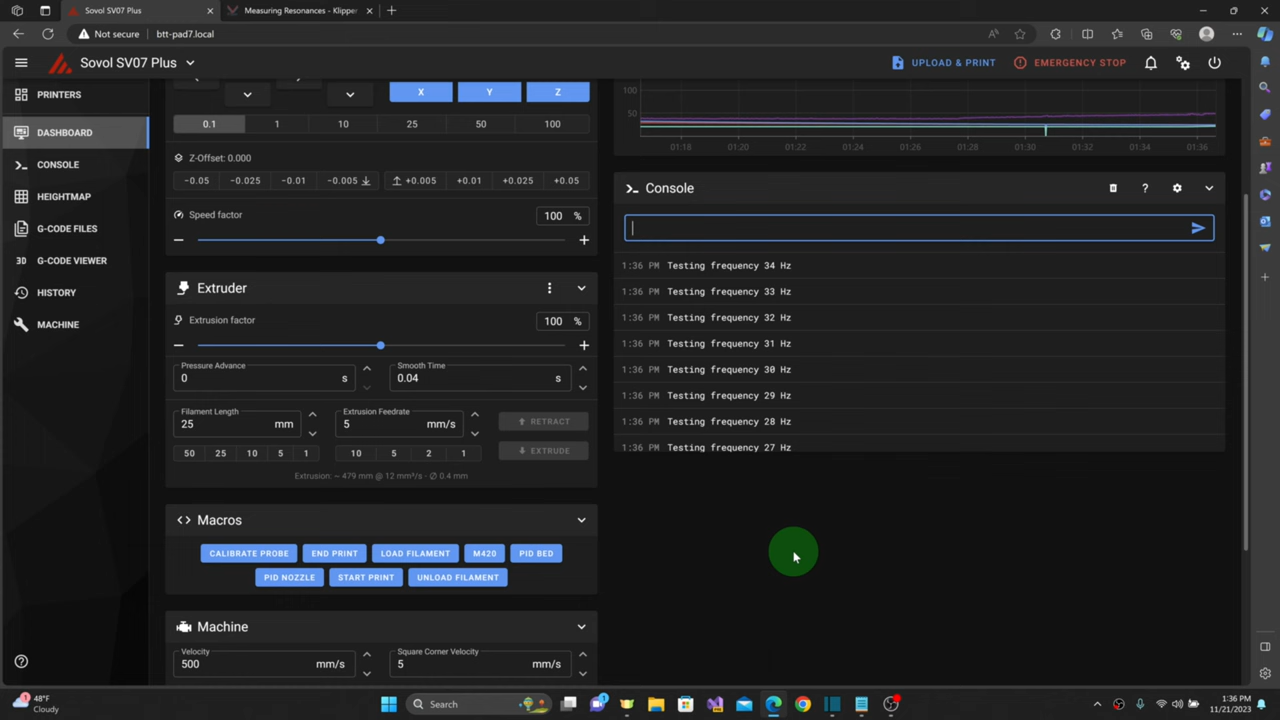 Sovol SV07 Plus
Measuring Resonances - Klipper
Not secure
btt-pad7.local
Sovol SV07 Plus
UPLOAD & PRINT
EMERGENCY STOP
PRINTERS
DASHBOARD
CONSOLE
HEIGHTMAP
G-CODE FILES
3D G-CODE VIEWER
HISTORY
MACHINE
X Y Z
0.1 1 10 25 50 100
Z-Offset: 0.000
-0.05 -0.025 -0.01 -0.005 +0.005 +0.01 +0.025 +0.05
Speed factor
100 %
Extruder
Extrusion factor
100 %
Pressure Advance
0 s
Smooth Time
0.04 s
Filament Length
25 mm
Extrusion Feedrate
5 mm/s
RETRACT
50 25 10 5 1
10 5 2 1
EXTRUDE
Extrusion: ~ 479 mm @ 12 mm³/s · ∅ 0.4 mm
Macros
CALIBRATE PROBE END PRINT LOAD FILAMENT M420 PID BED
PID NOZZLE START PRINT UNLOAD FILAMENT
Machine
Velocity
500 mm/s
Square Corner Velocity
5 mm/s
100
50
01:18 01:20 01:22 01:24 01:26 01:28 01:30 01:32 01:34 01:36
Console
1:36 PM Testing frequency 34 Hz
1:36 PM Testing frequency 33 Hz
1:36 PM Testing frequency 32 Hz
1:36 PM Testing frequency 31 Hz
1:36 PM Testing frequency 30 Hz
1:36 PM Testing frequency 29 Hz
1:36 PM Testing frequency 28 Hz
1:36 PM Testing frequency 27 Hz
1
48°F
Cloudy
Search
1
1:36 PM
11/21/2023